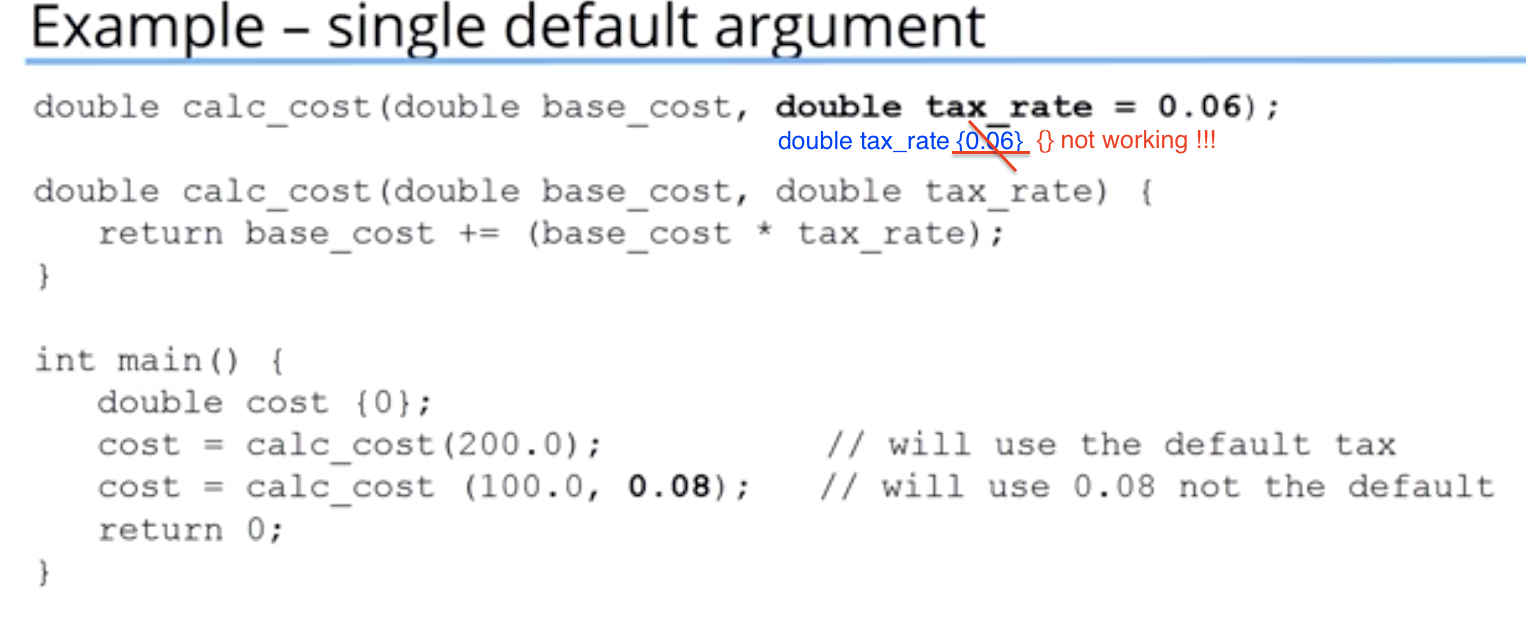 Example – single default argument
double calc_cost(double base_cost, double tax_rate = 0.06);
double tax_rate {0.06} {} not working !!!
double calc_cost(double base_cost, double tax_rate) {
return base_cost += (base_cost * tax_rate);
}
int main() {
double cost {0};
cost = calc_cost(200.0); // will use the default tax
cost = calc_cost (100.0, 0.08); // will use 0.08 not the default
return 0;
}